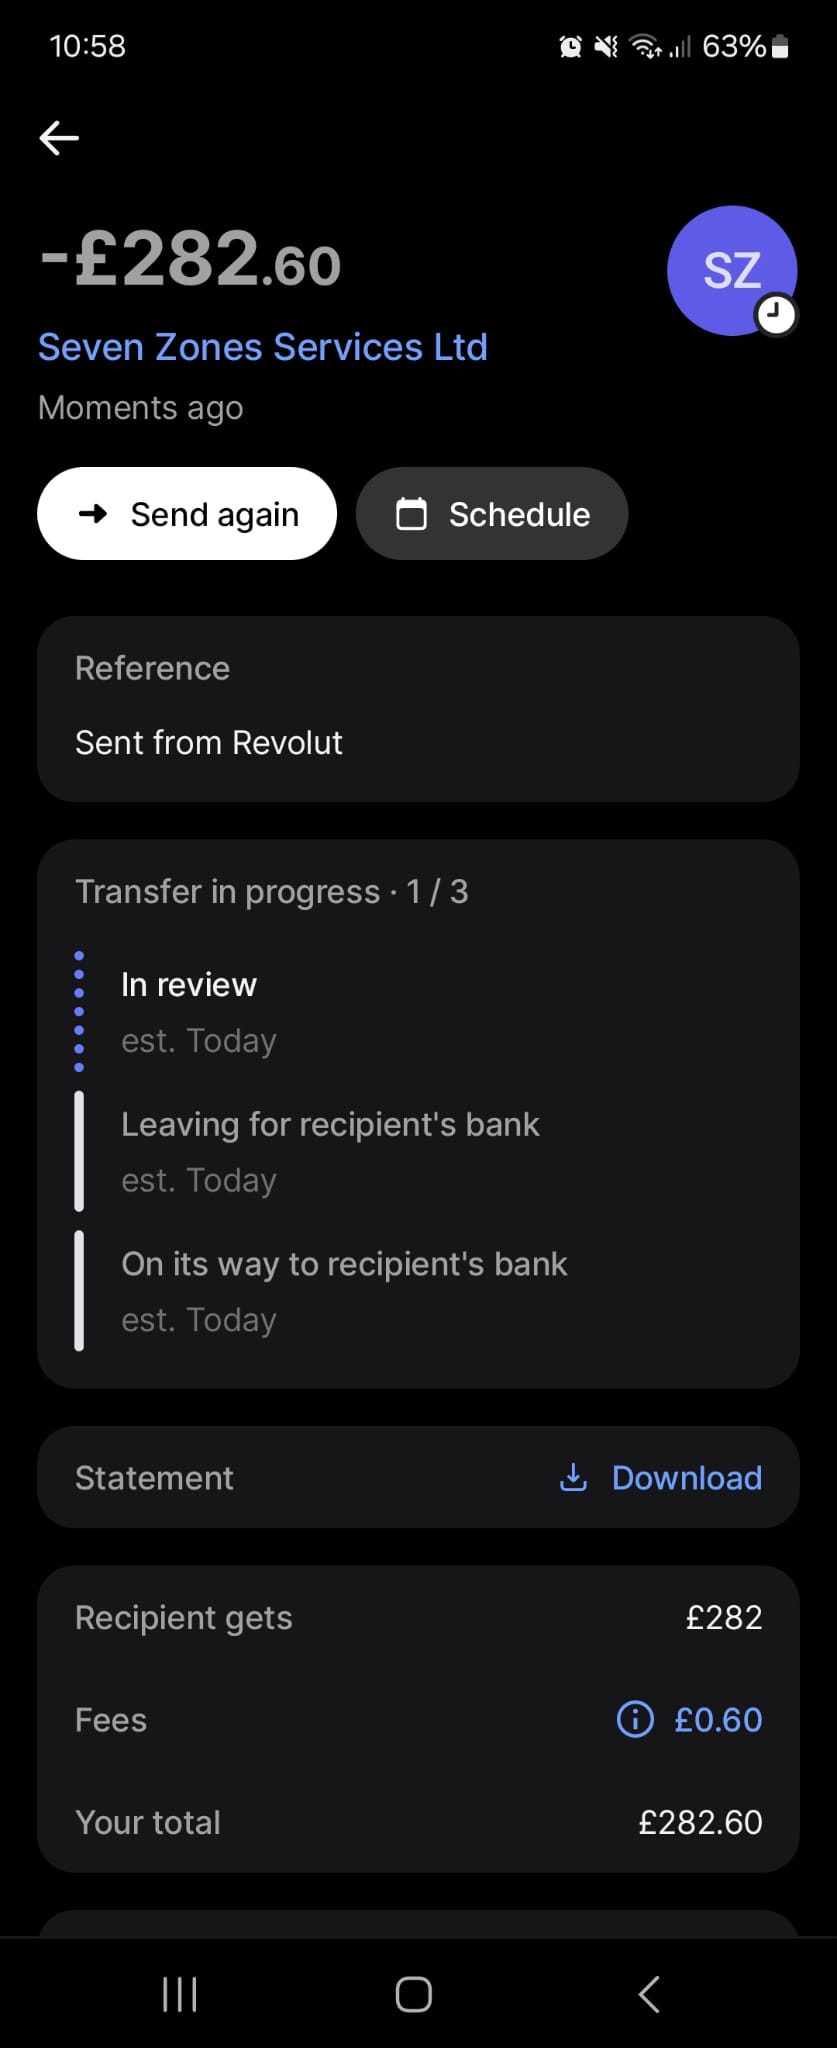 10:58 63%
-£282.60
SZ
Seven Zones Services Ltd
Moments ago
Send again Schedule
Reference
Sent from Revolut
Transfer in progress · 1 / 3
In review
est. Today
Leaving for recipient's bank
est. Today
On its way to recipient's bank
est. Today
Statement Download
Recipient gets £282
Fees £0.60
Your total £282.60